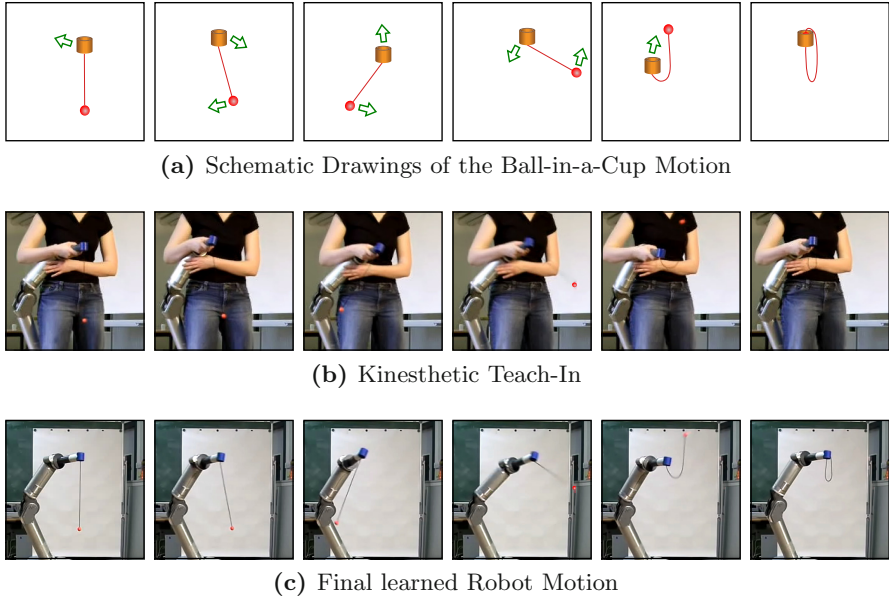 (a) Schematic Drawings of the Ball-in-a-Cup Motion
(b) Kinesthetic Teach-In
(c) Final learned Robot Motion